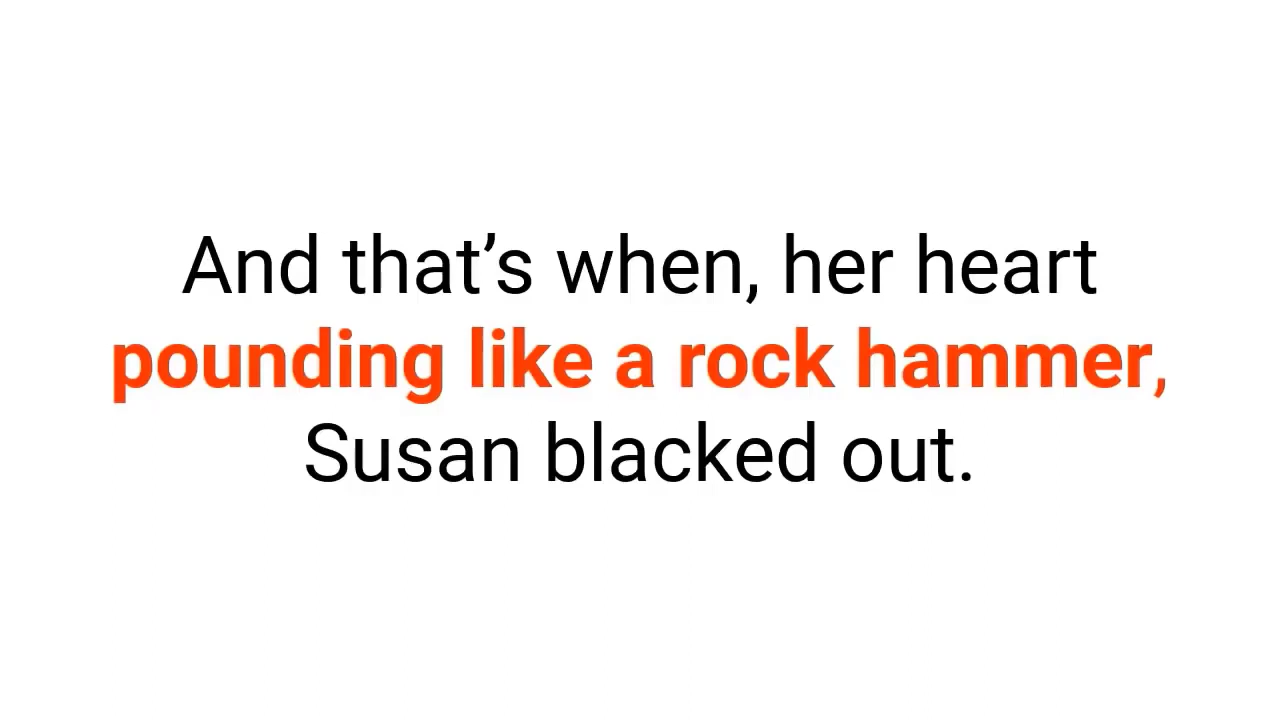 And that’s when, her heart
pounding like a rock hammer,
Susan blacked out.